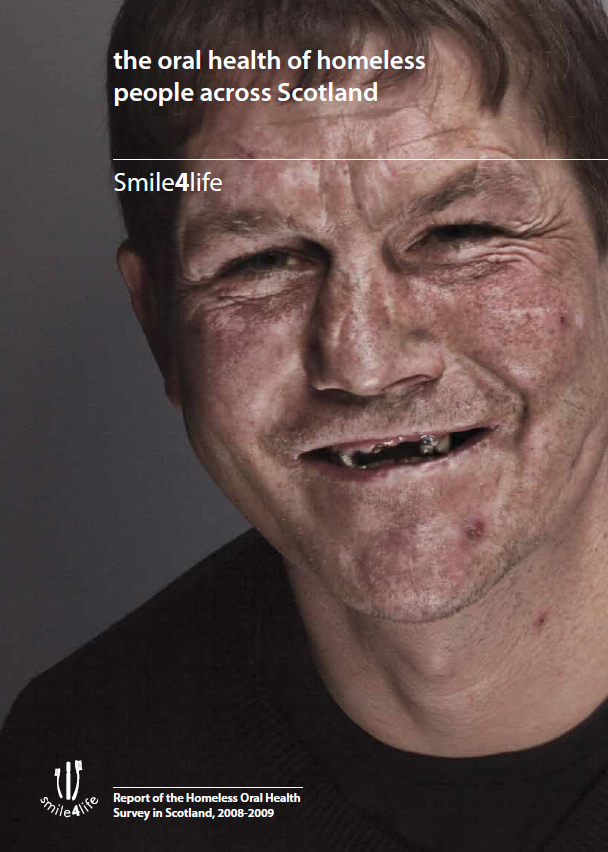 the oral health of homeless
people across Scotland
Smile4life
smile4life
Report of the Homeless Oral Health
Survey in Scotland, 2008-2009